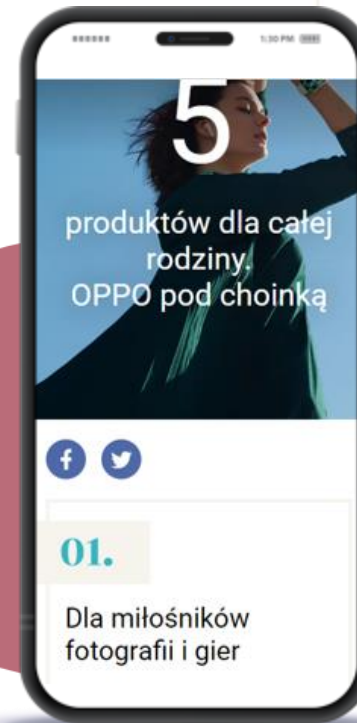 1:30 PM
5
produktów dla całej
rodziny.
OPPO pod choinką
01.
Dla miłośników
fotografii i gier